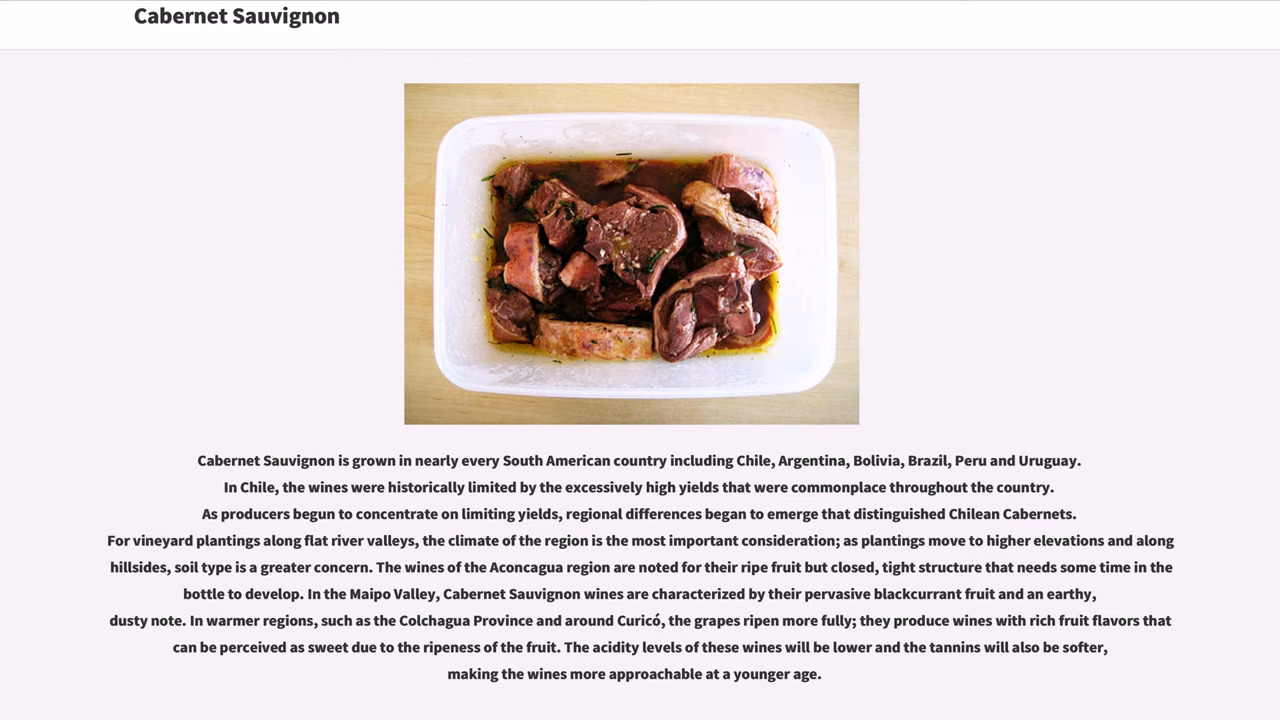 Cabernet Sauvignon
Cabernet Sauvignon is grown in nearly every South American country including Chile, Argentina, Bolivia, Brazil, Peru and Uruguay.
In Chile, the wines were historically limited by the excessively high yields that were commonplace throughout the country.
As producers begun to concentrate on limiting yields, regional differences began to emerge that distinguished Chilean Cabernets.
For vineyard plantings along flat river valleys, the climate of the region is the most important consideration; as plantings move to higher elevations and along
hillsides, soil type is a greater concern. The wines of the Aconcagua region are noted for their ripe fruit but closed, tight structure that needs some time in the
bottle to develop. In the Maipo Valley, Cabernet Sauvignon wines are characterized by their pervasive blackcurrant fruit and an earthy,
dusty note. In warmer regions, such as the Colchagua Province and around Curicó, the grapes ripen more fully; they produce wines with rich fruit flavors that
can be perceived as sweet due to the ripeness of the fruit. The acidity levels of these wines will be lower and the tannins will also be softer,
making the wines more approachable at a younger age.